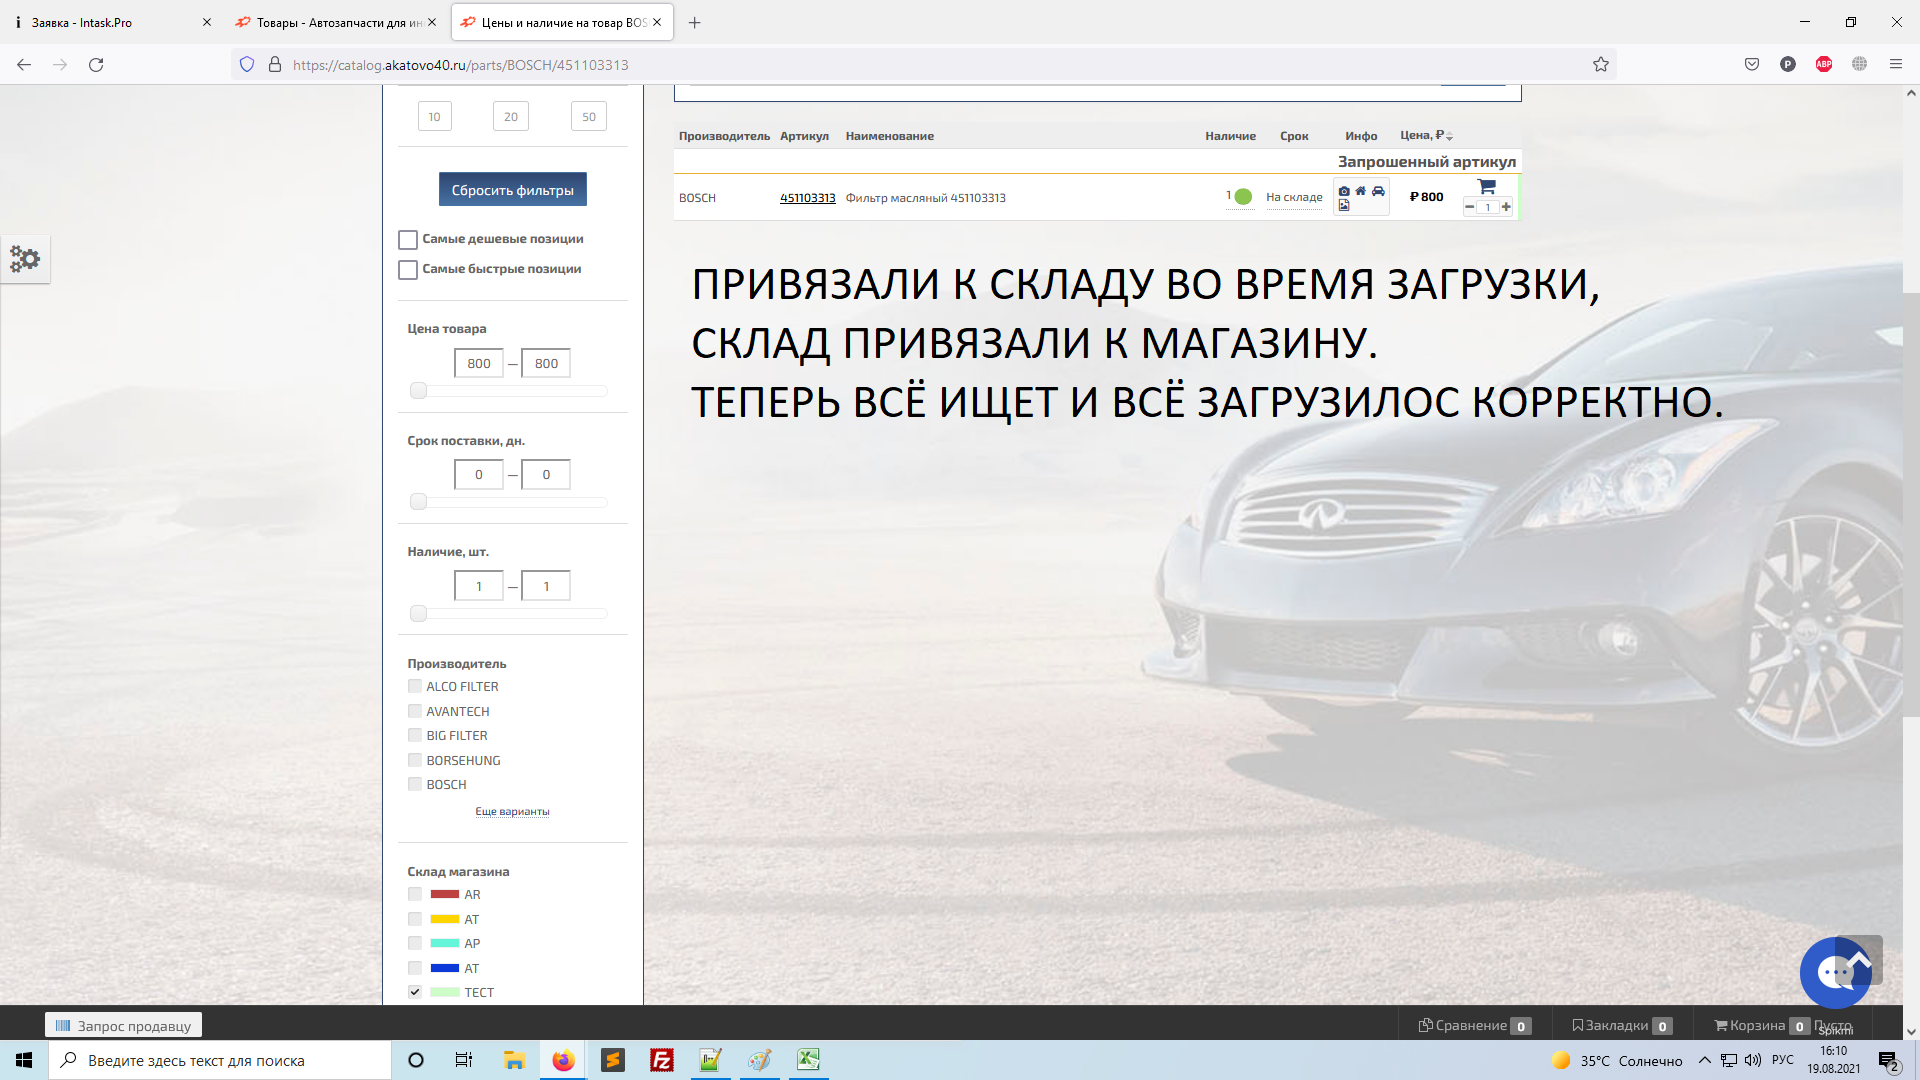 Заявка - Intask.Pro
Товары - Автозапчасти для ин
Цены и наличие на товар BOS
https://catalog.akatovo40.ru/parts/BOSCH/451103313
10 20 50
Сбросить фильтры
Самые дешевые позиции
Самые быстрые позиции
Цена товара
800 — 800
Срок поставки, дн.
0 — 0
Наличие, шт.
1 — 1
Производитель
ALCO FILTER
AVANTECH
BIG FILTER
BORSEHUNG
BOSCH
Еще варианты
Склад магазина
AR
AT
AP
AT
ТЕСТ
Производитель Артикул Наименование Наличие Срок Инфо Цена, ₽
Запрошенный артикул
BOSCH 451103313 Фильтр масляный 451103313 1 На складе ₽ 800
1
ПРИВЯЗАЛИ К СКЛАДУ ВО ВРЕМЯ ЗАГРУЗКИ,
СКЛАД ПРИВЯЗАЛИ К МАГАЗИНУ.
ТЕПЕРЬ ВСЁ ИЩЕТ И ВСЁ ЗАГРУЗИЛОС КОРРЕКТНО.
Запрос продавцу
Сравнение 0 Закладки 0 Корзина 0 Пусто
Spikmi
Введите здесь текст для поиска
35°C Солнечно
РУС
16:10
19.08.2021
2
P
ABP
Fz